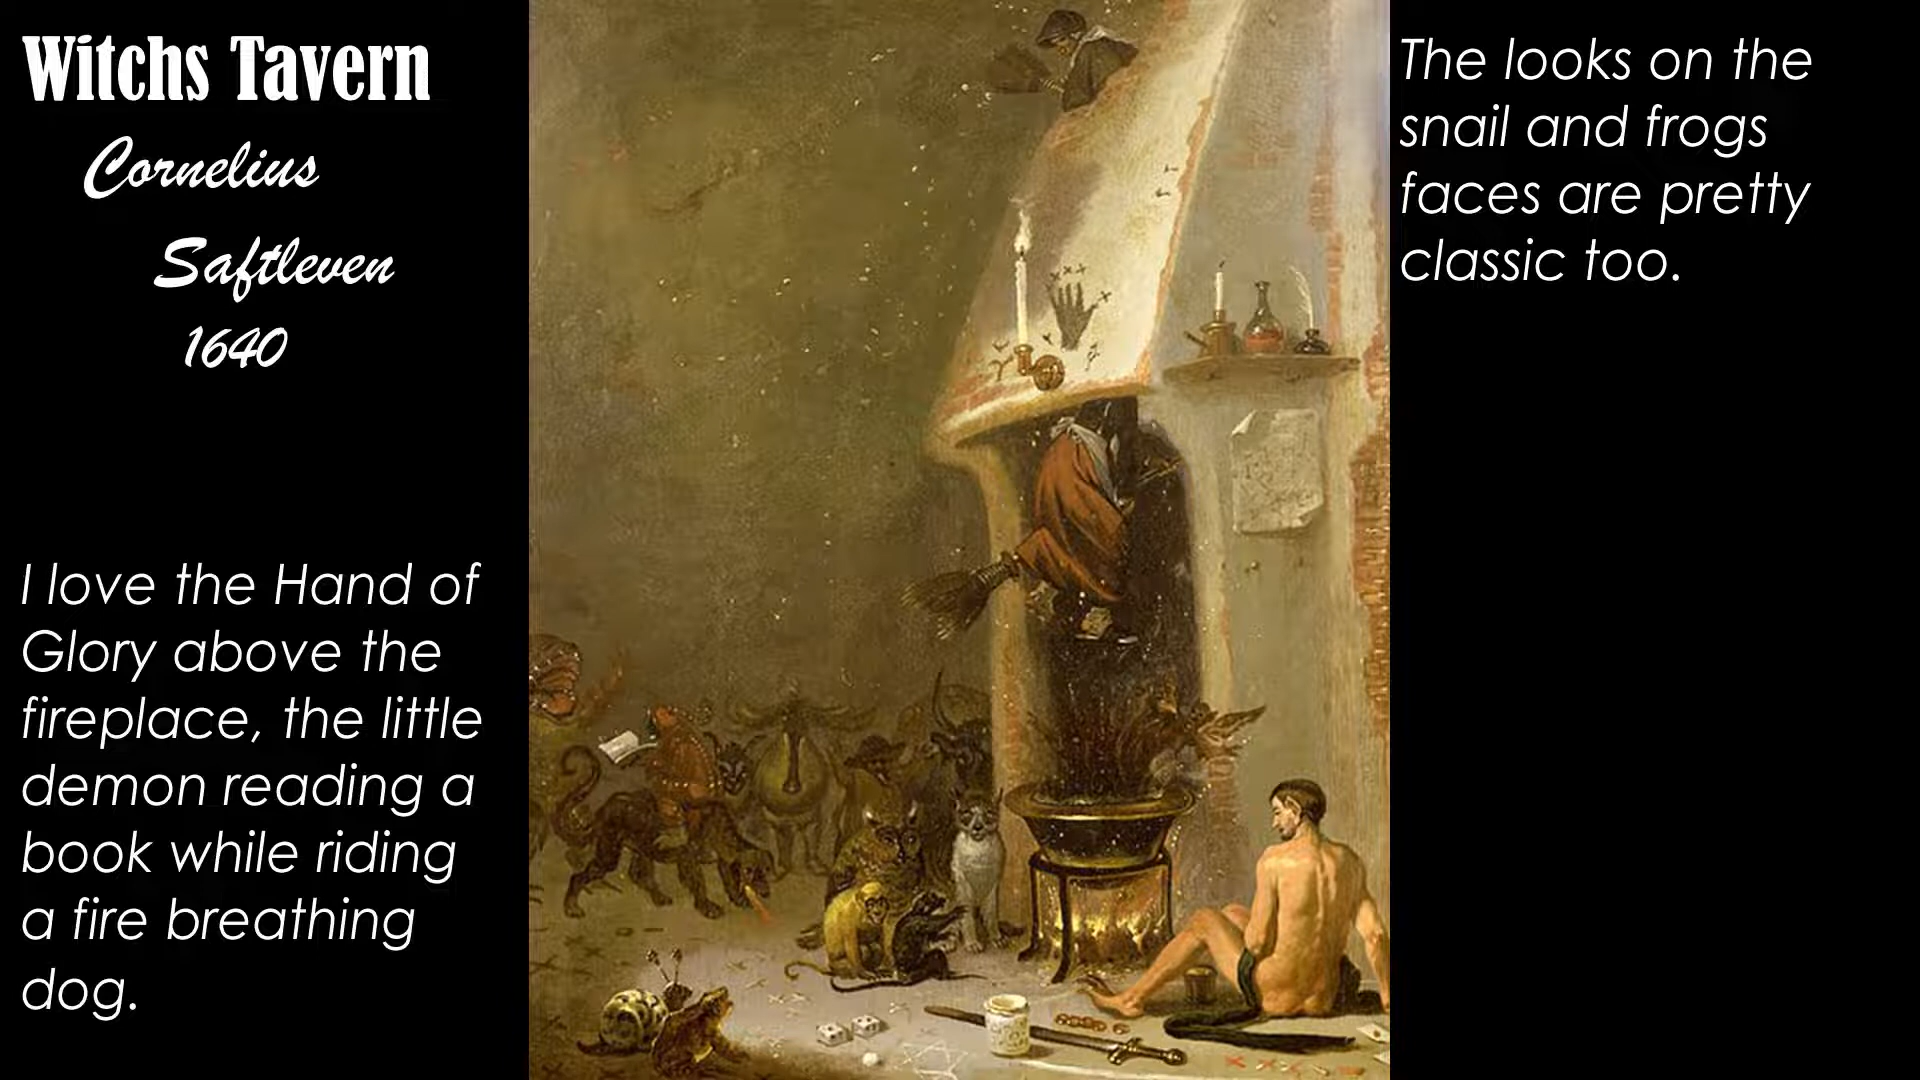 Witchs Tavern
Cornelius
Saftleven
1640
I love the Hand of
Glory above the
fireplace, the little
demon reading a
book while riding
a fire breathing
dog.
The looks on the
snail and frogs
faces are pretty
classic too.